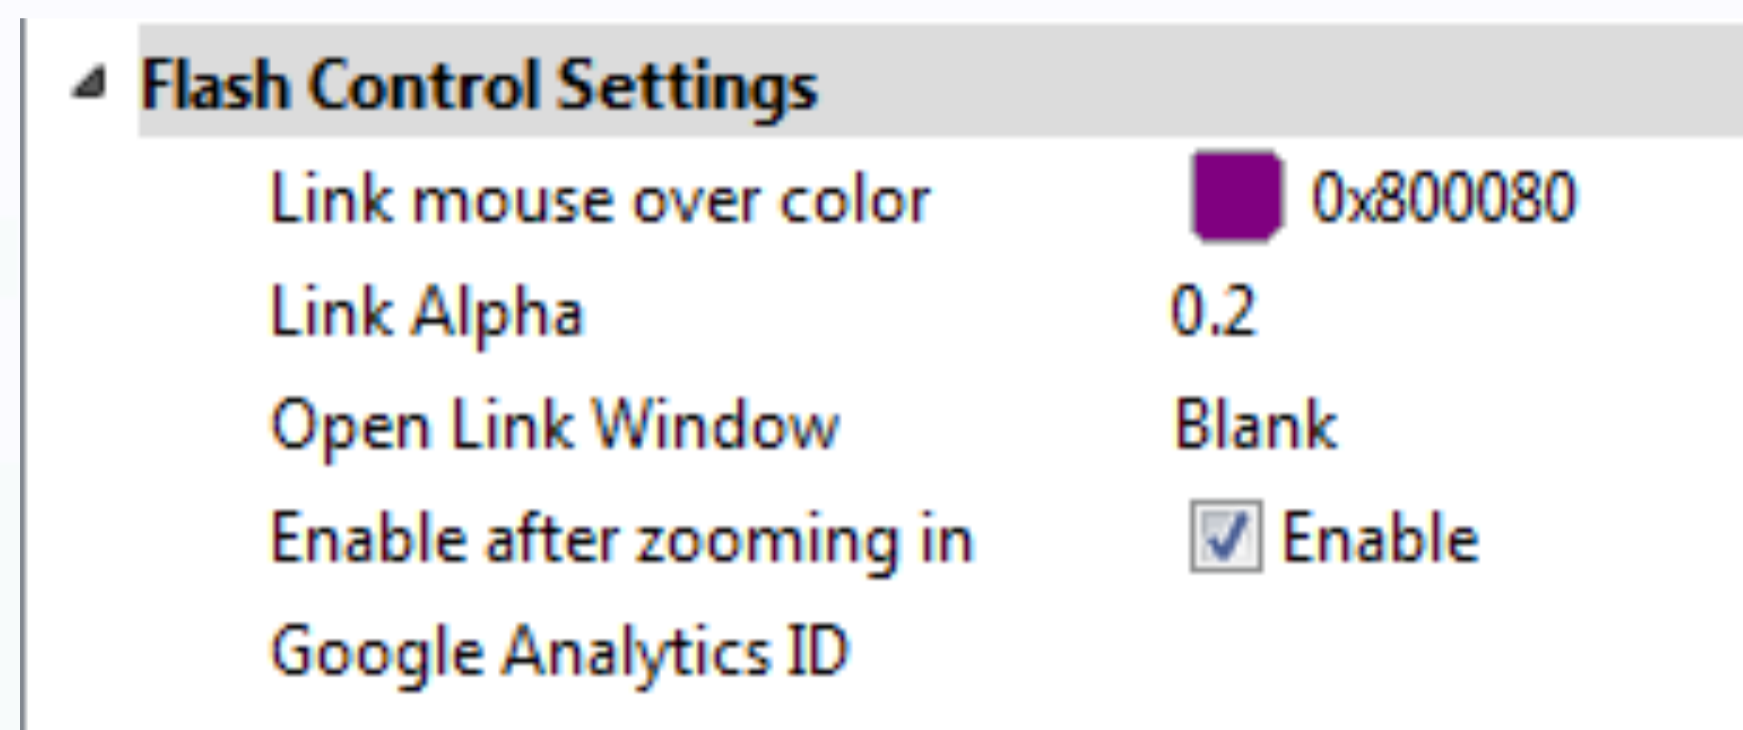 Flash Control Settings
Link mouse over color 0x800080
Link Alpha 0.2
Open Link Window Blank
Enable after zooming in Enable
Google Analytics ID